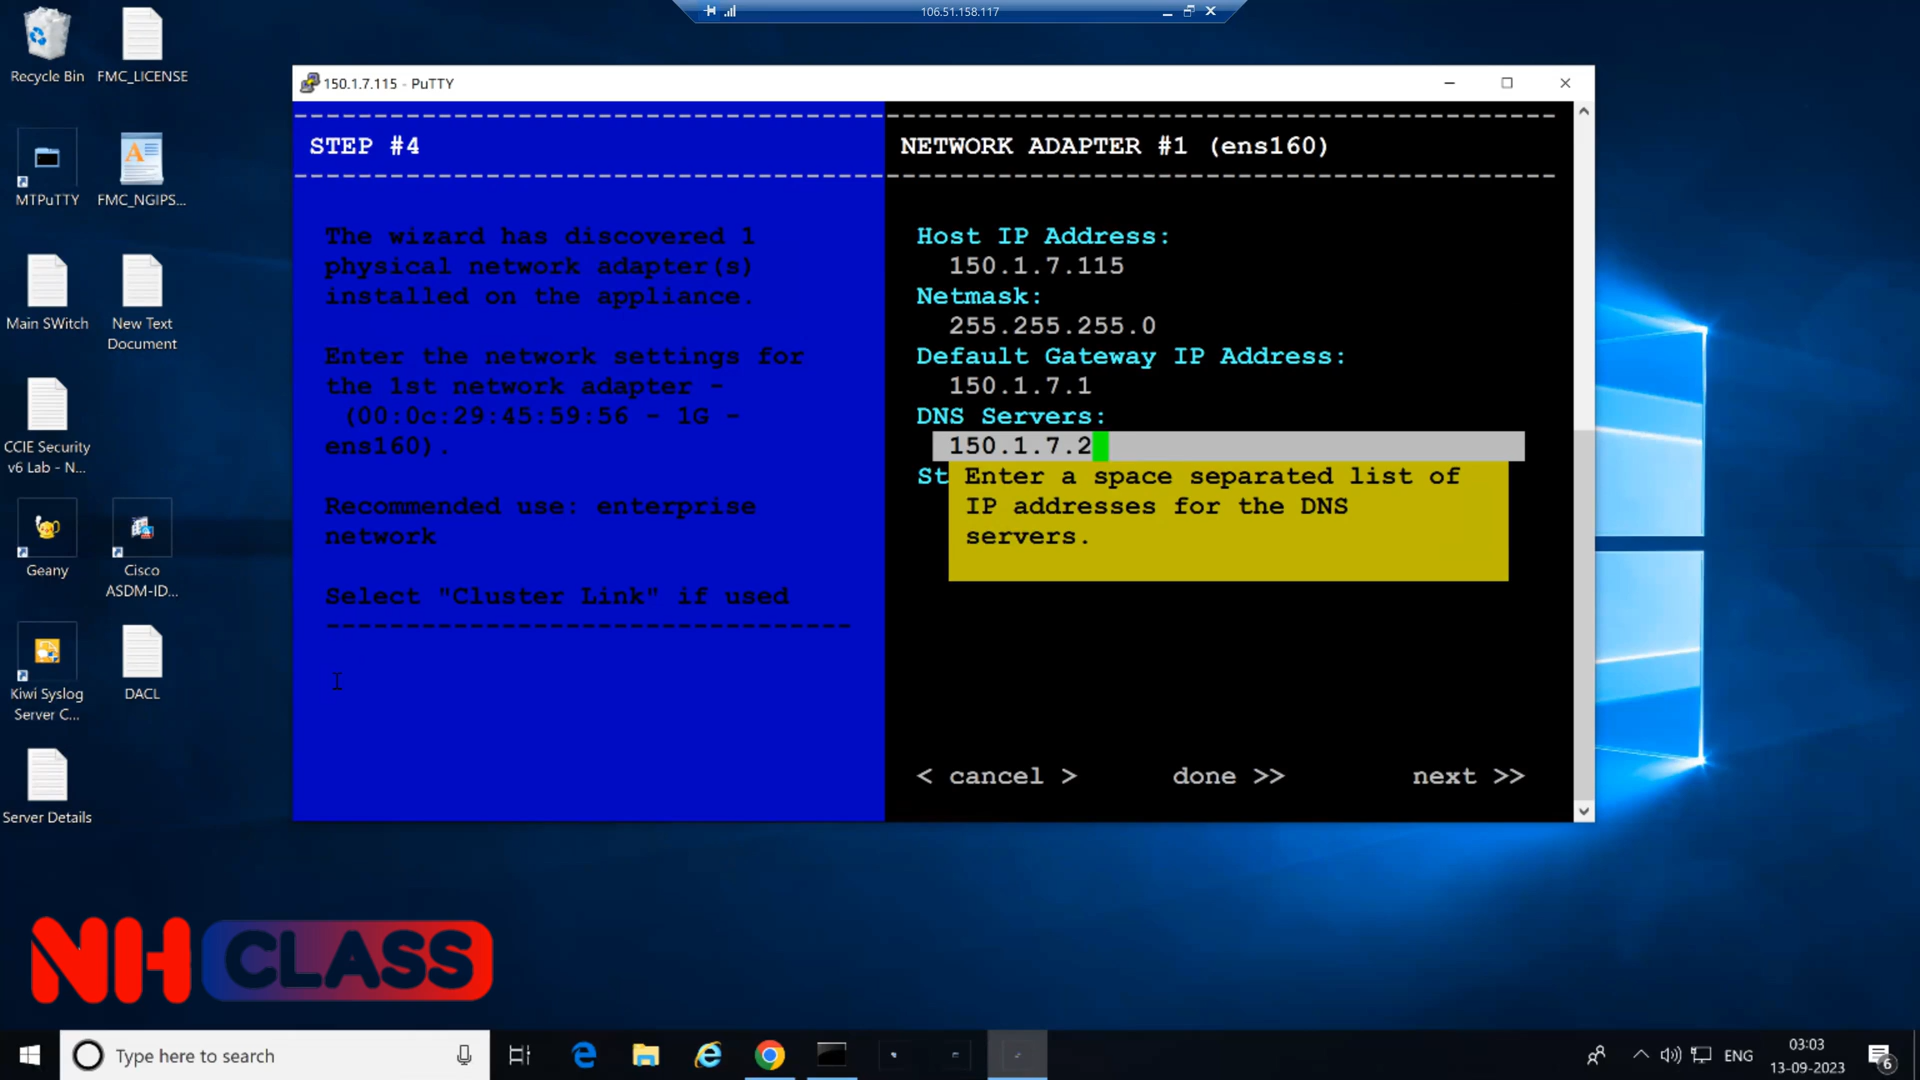 106.51.158.117
Recycle Bin
FMC_LICENSE
MTPuTTY
FMC_NGIPS...
Main SWitch
New Text
Document
CCIE Security
v6 Lab - N...
Geany
Cisco
ASDM-ID...
Kiwi Syslog
Server C...
DACL
Server Details
150.1.7.115 - PuTTY
STEP #4
The wizard has discovered 1
physical network adapter(s)
installed on the appliance.
Enter the network settings for
the 1st network adapter -
(00:0c:29:45:59:56 - 1G -
ens160).
Recommended use: enterprise
network
Select "Cluster Link" if used
NETWORK ADAPTER #1 (ens160)
Host IP Address:
150.1.7.115
Netmask:
255.255.255.0
Default Gateway IP Address:
150.1.7.1
DNS Servers:
150.1.7.2
St
Enter a space separated list of
IP addresses for the DNS
servers.
< cancel > done >> next >>
NH CLASS
Type here to search
ENG
03:03
13-09-2023
6